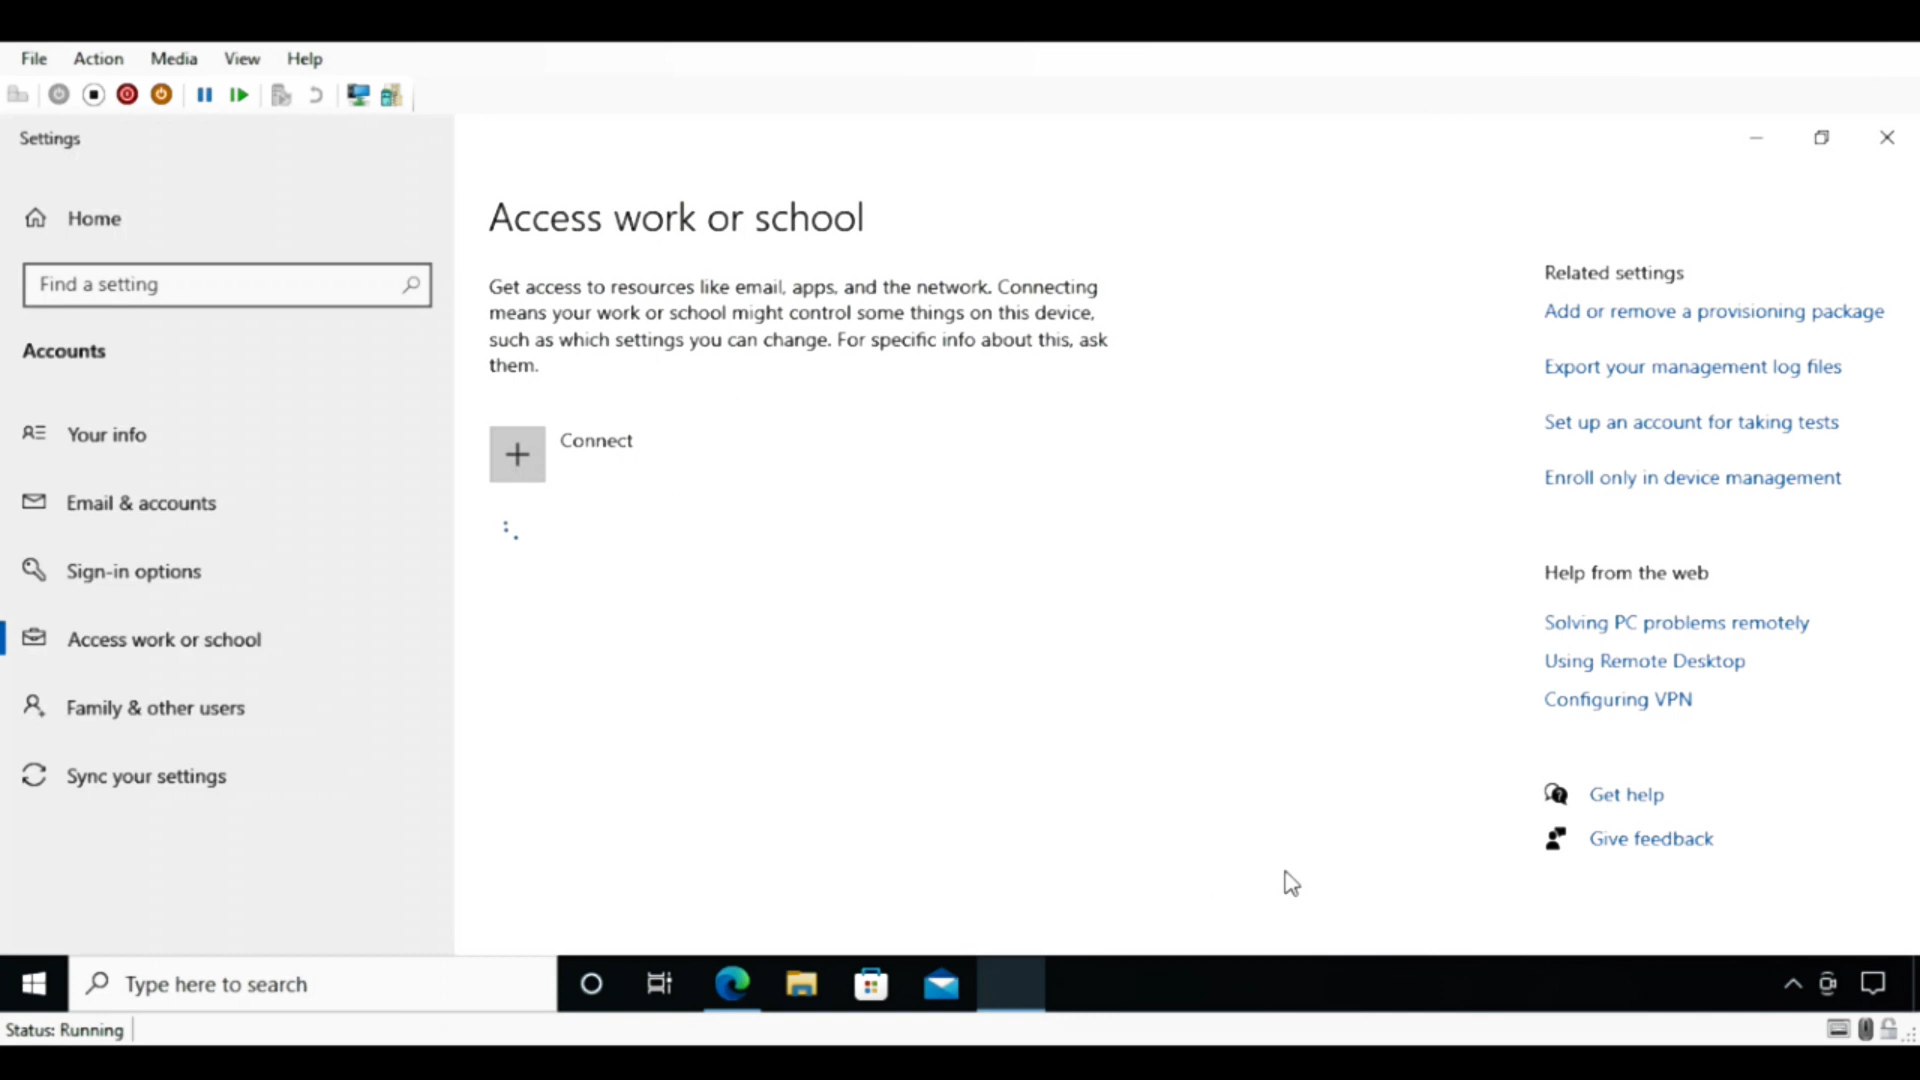 File Action Media View Help
Settings
Home
Find a setting
Accounts
Your info
Email & accounts
Sign-in options
Access work or school
Family & other users
Sync your settings
Access work or school
Get access to resources like email, apps, and the network. Connecting
means your work or school might control some things on this device,
such as which settings you can change. For specific info about this, ask
them.
Connect
Related settings
Add or remove a provisioning package
Export your management log files
Set up an account for taking tests
Enroll only in device management
Help from the web
Solving PC problems remotely
Using Remote Desktop
Configuring VPN
Get help
Give feedback
Type here to search
Status: Running